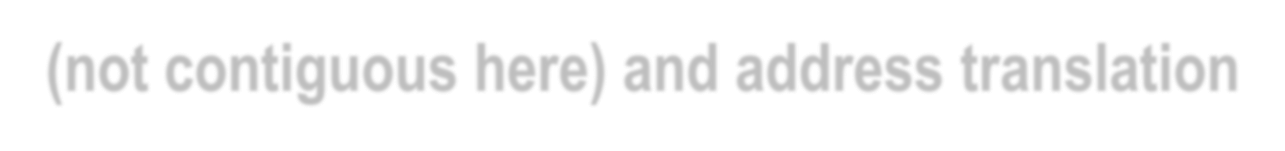 (not contiguous here) and address translation